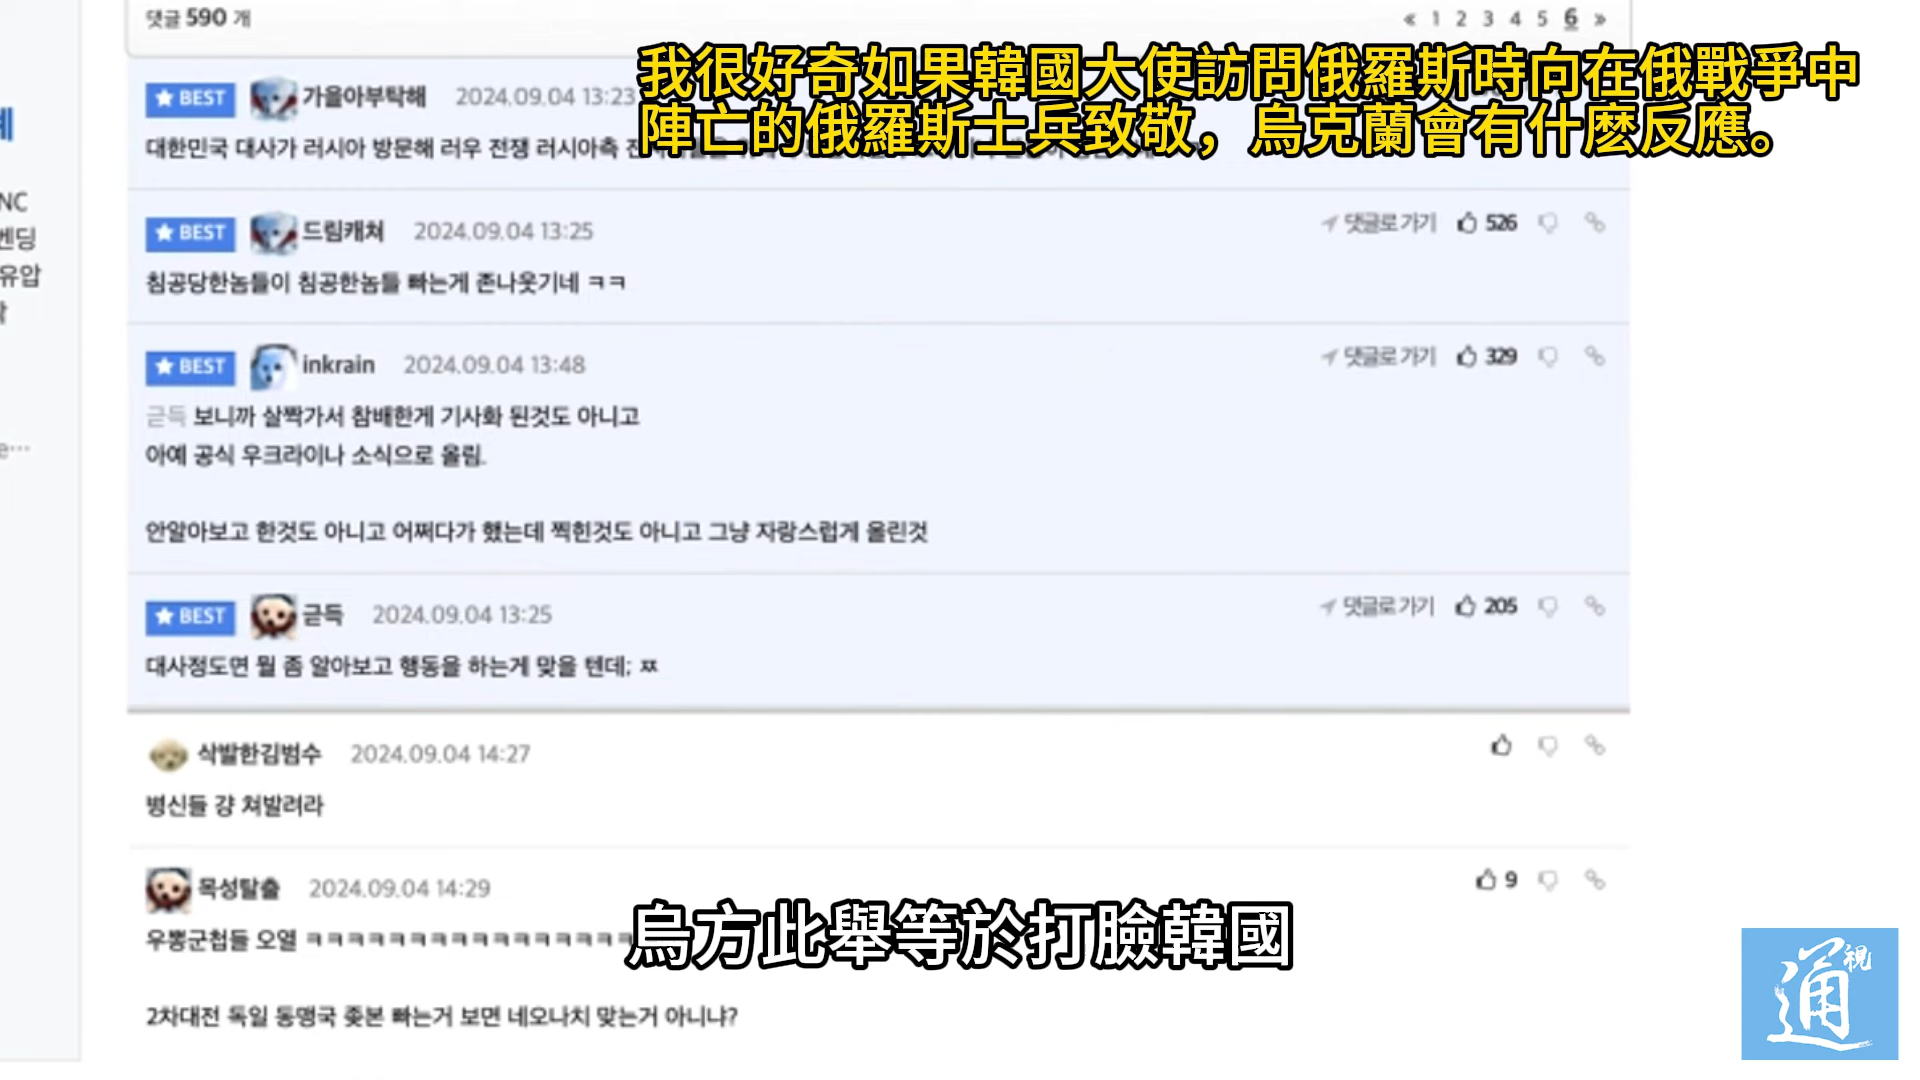 댓글 590 개
« 1 2 3 4 5 6 »
我很好奇如果韓國大使訪問俄羅斯時向在俄戰爭中
陣亡的俄羅斯士兵致敬，烏克蘭會有什麽反應。
BEST 가을아부탁해 2024.09.04 13:23
대한민국 대사가 러시아 방문해 러우 전쟁 러시아측
BEST 드림캐쳐 2024.09.04 13:25
댓글로 가기 526
침공당한놈들이 침공한놈들 빠는게 존나웃기네 ㅋㅋ
BEST inkrain 2024.09.04 13:48
댓글로 가기 329
귿득 보니까 살짝가서 참배한게 기사화 된것도 아니고
아예 공식 우크라이나 소식으로 올림.
안알아보고 한것도 아니고 어쩌다가 했는데 찍힌것도 아니고 그냥 자랑스럽게 올린것
BEST 귿득 2024.09.04 13:25
댓글로 가기 205
대사정도면 뭘 좀 알아보고 행동을 하는게 맞을 텐데; ㅉ
삭발한김범수 2024.09.04 14:27
병신들 걍 쳐발려라
목성탈출 2024.09.04 14:29
9
우뽕군첩들 오열 ㅋㅋㅋㅋㅋㅋㅋㅋㅋㅋㅋㅋㅋㅋㅋㅋ
烏方此舉等於打臉韓國
2차대전 독일 동맹국 좆본 빠는거 보면 네오나치 맞는거 아니냐?
NC
벤딩
유압
e…
通視